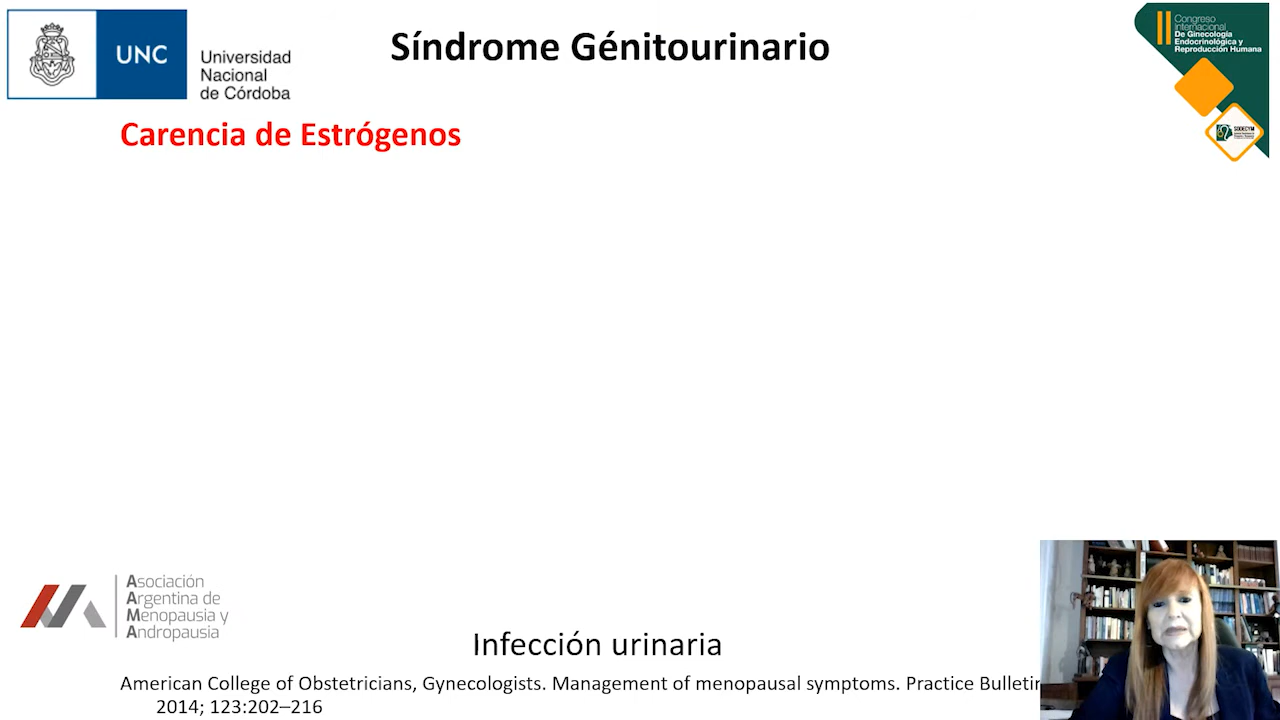 UNC
Universidad
Nacional
de Córdoba
Síndrome Génitourinario
Congreso
Internacional
De Ginecología
Endocrinológica y
Reproducción Humana
SODECYM
Carencia de Estrógenos
Asociación
Argentina de
Menopausia y
Andropausia
Infección urinaria
American College of Obstetricians, Gynecologists. Management of menopausal symptoms. Practice Bulletin
2014; 123:202–216